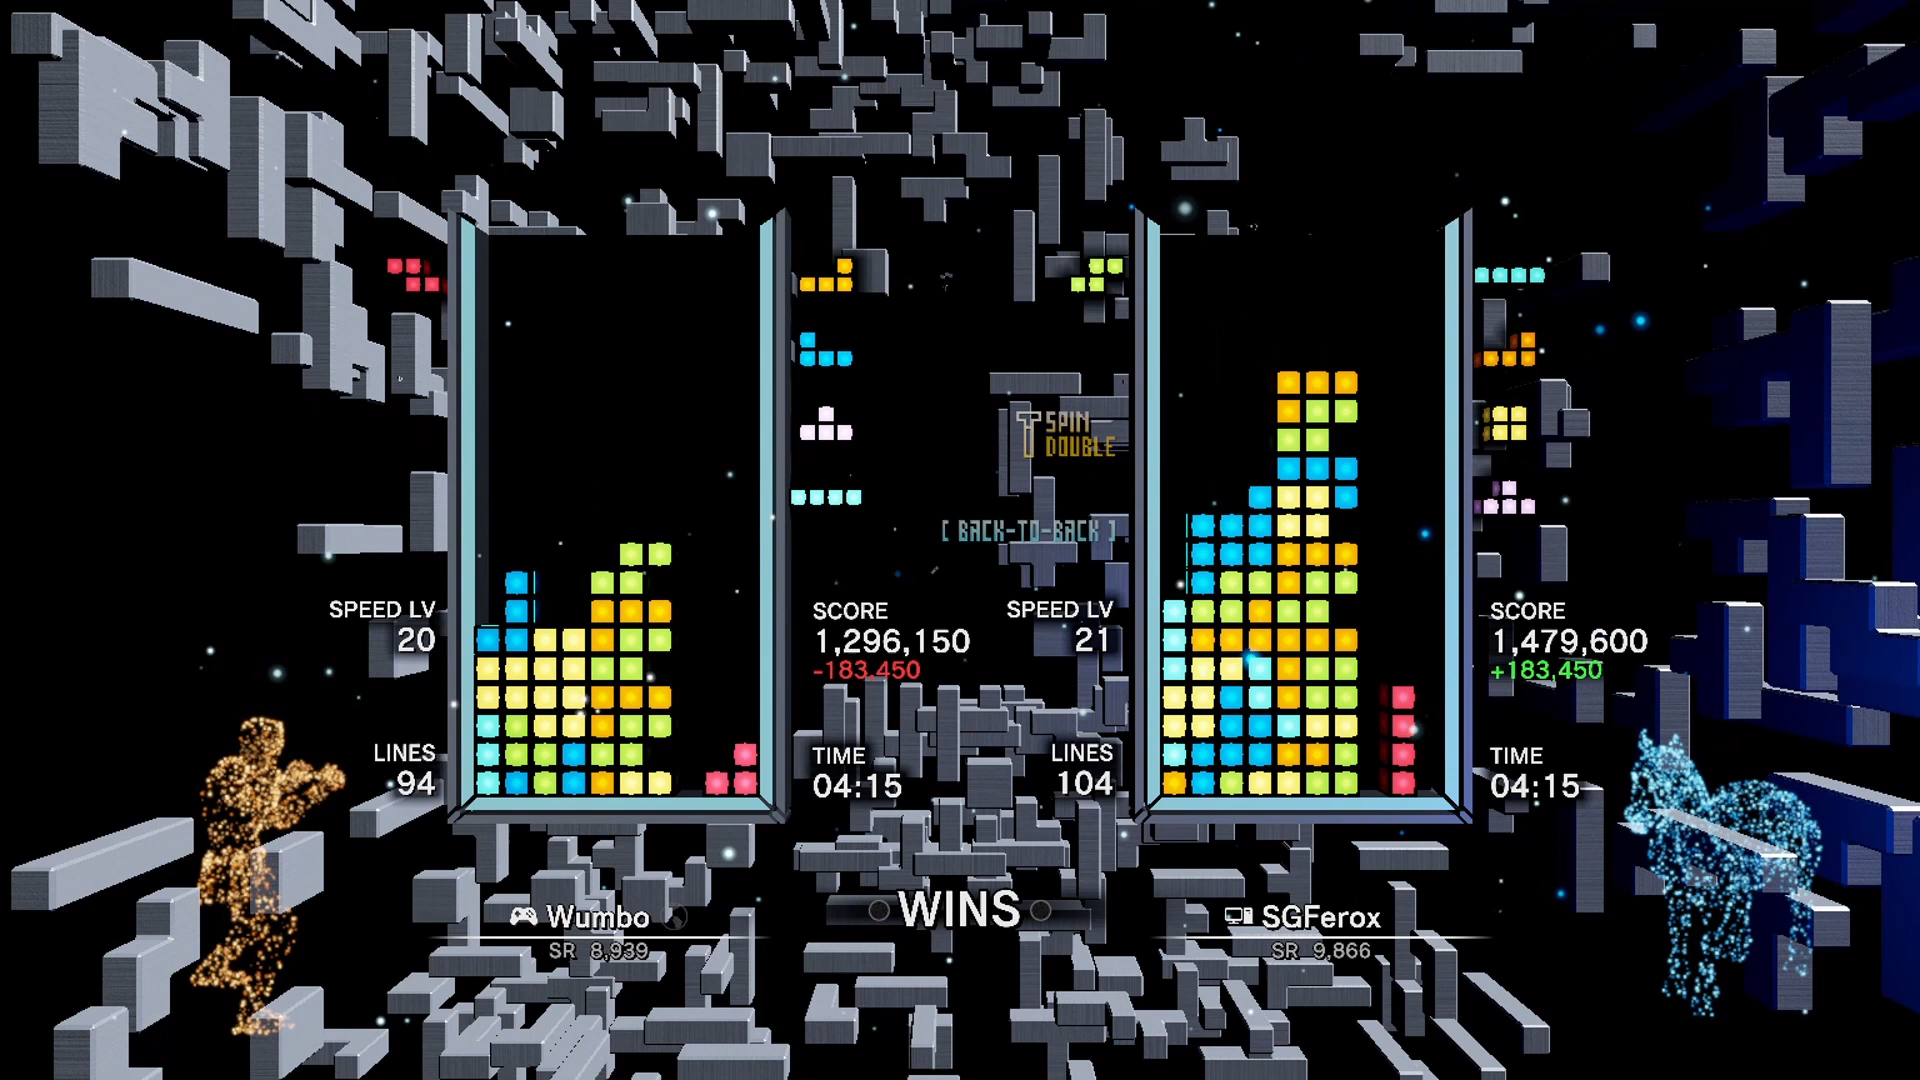 T SPIN
DOUBLE
[ BACK-TO-BACK ]
SPEED LV
20
SCORE
1,296,150
-183,450
LINES
94
TIME
04:15
SPEED LV
21
SCORE
1,479,600
+183,450
LINES
104
TIME
04:15
Wumbo
SR 8,939
WINS
SGFerox
SR 9,866